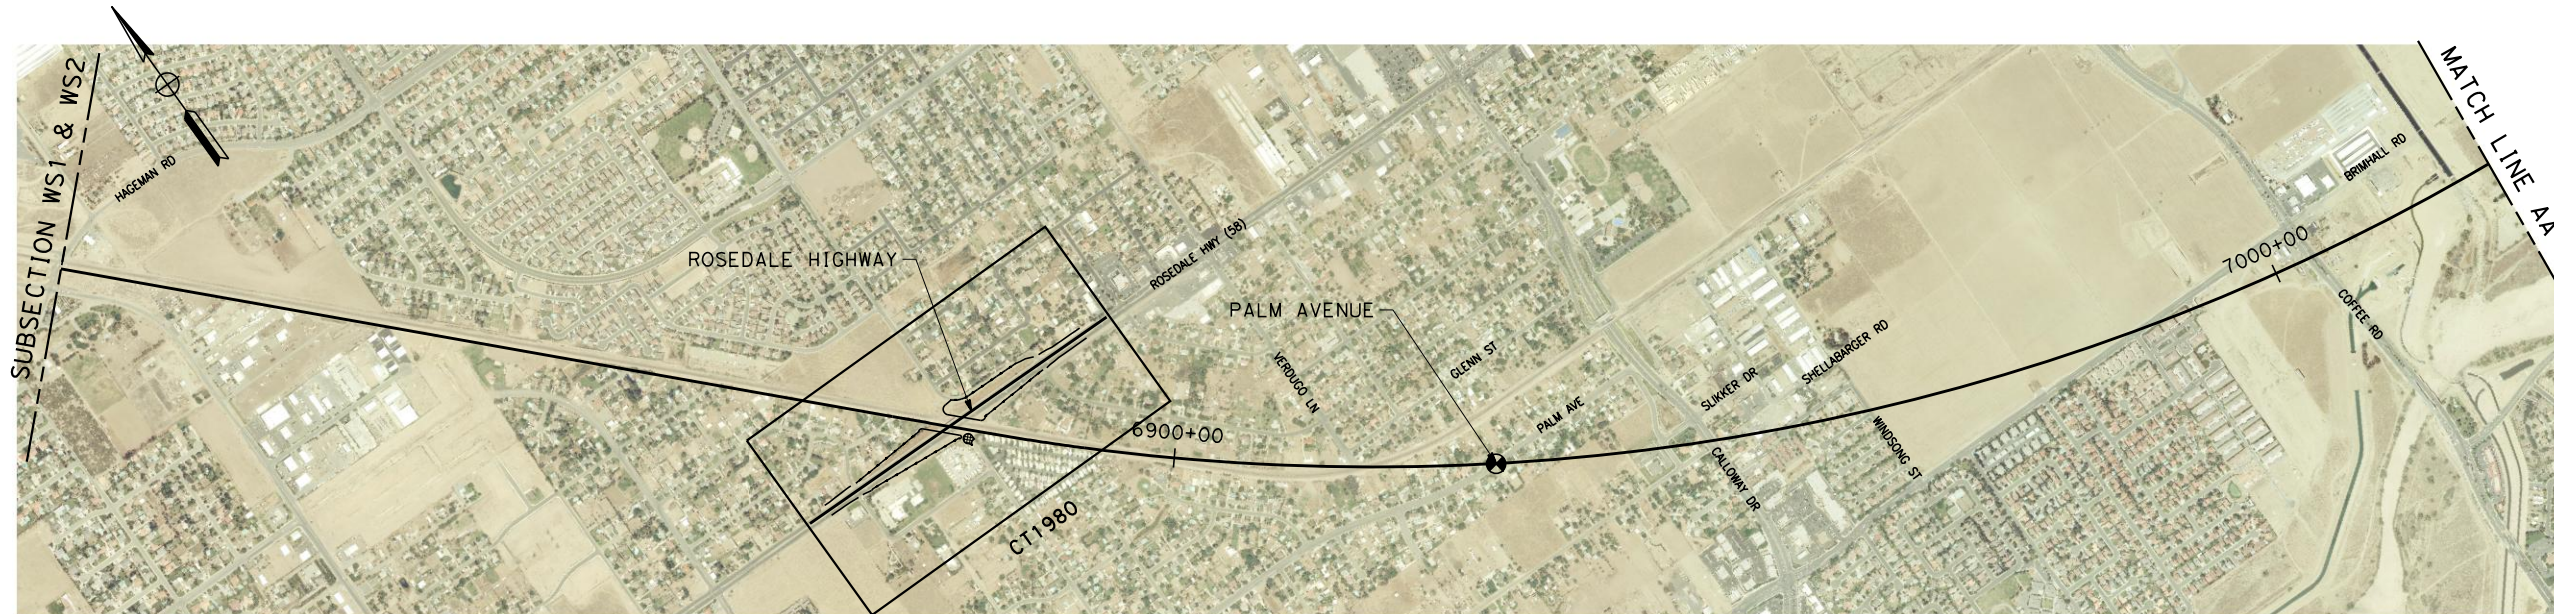 SUBSECTION WS1 & WS2
HAGEMAN RD
ROSEDALE HIGHWAY
ROSEDALE HWY (58)
CT1980
6900+00
PALM AVENUE
VERDUGO LN
GLENN ST
PALM AVE
SLIKKER DR
CALLOWAY DR
SHELLABARGER RD
WINDSONG ST
7000+00
COFFEE RD
BRIMHALL RD
MATCH LINE AA